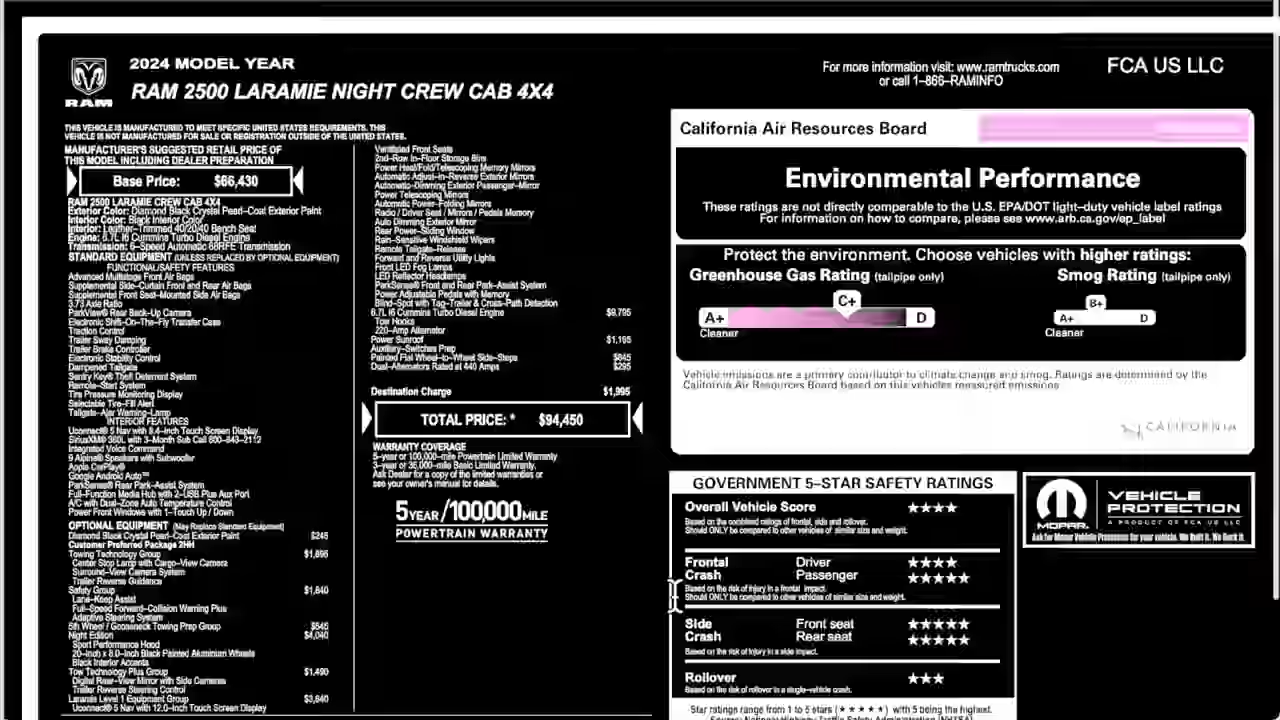 2024 MODEL YEAR
RAM 2500 LARAMIE NIGHT CREW CAB 4X4
RAM
For more information visit: www.ramtrucks.com
or call 1-866-RAMINFO
FCA US LLC
THIS VEHICLE IS MANUFACTURED TO MEET SPECIFIC UNITED STATES REQUIREMENTS. THIS
VEHICLE IS NOT MANUFACTURED FOR SALE OR REGISTRATION OUTSIDE OF THE UNITED STATES.
MANUFACTURER'S SUGGESTED RETAIL PRICE OF
THIS MODEL INCLUDING DEALER PREPARATION
Base Price: $66,430
RAM 2500 LARAMIE CREW CAB 4X4
Exterior Color: Diamond Black Crystal Pearl-Coat Exterior Paint
Interior Color: Black Interior Color
Interior: Leather-Trimmed 40/20/40 Bench Seat
Engine: 6.7L I6 Cummins Turbo Diesel Engine
Transmission: 6-Speed Automatic 68RFE Transmission
STANDARD EQUIPMENT (UNLESS REPLACED BY OPTIONAL EQUIPMENT)
FUNCTIONAL/SAFETY FEATURES
Advanced Multistage Front Air Bags
Supplemental Side-Curtain Front and Rear Air Bags
Supplemental Front Seat-Mounted Side Air Bags
3.73 Axle Ratio
ParkView® Rear Back-Up Camera
Electronic Shift-On-The-Fly Transfer Case
Traction Control
Trailer Sway Damping
Trailer Brake Controller
Electronic Stability Control
Dampened Tailgate
Sentry Key® Theft Deterrent System
Remote-Start System
Tire Pressure Monitoring Display
Selectable Tire-Fill Alert
Tailgate-Ajar Warning-Lamp
INTERIOR FEATURES
Uconnect® 5 Nav with 8.4-Inch Touch Screen Display
SiriusXM® 360L with 3-Month Sub Call 800-643-2112
Integrated Voice Command
9 Alpine® Speakers with Subwoofer
Apple CarPlay®
Google Android Auto™
ParkSense® Rear Park-Assist System
Full-Function Media Hub with 2-USB Plus Aux Port
A/C with Dual-Zone Auto Temperature Control
Power Front Windows with 1-Touch Up / Down
OPTIONAL EQUIPMENT (May Replace Standard Equipment)
Diamond Black Crystal Pearl-Coat Exterior Paint $245
Customer Preferred Package 2HH
Towing Technology Group $1,895
Center Stop Lamp with Cargo-View Camera
Surround-View Camera System
Trailer Reverse Guidance
Safety Group $1,640
Lane-Keep Assist
Full-Speed Forward-Collision Warning Plus
Adaptive Steering System
5th Wheel / Gooseneck Towing Prep Group $645
Night Edition $4,040
Sport Performance Hood
20-Inch x 8.0-Inch Black Painted Aluminum Wheels
Black Interior Accents
Tow Technology Plus Group $1,490
Digital Rear-View Mirror with Side Cameras
Trailer Reverse Steering Control
Laramie Level 1 Equipment Group $3,640
Uconnect® 5 Nav with 12.0-Inch Touch Screen Display
Ventilated Front Seats
2nd-Row In-Floor Storage Bins
Power Heat/Fold/Telescoping Memory Mirrors
Automatic Adjust-in-Reverse Exterior Mirrors
Automatic-Dimming Exterior Passenger-Mirror
Power Telescoping Mirrors
Automatic Power-Folding Mirrors
Radio / Driver Seat / Mirrors / Pedals Memory
Auto Dimming Exterior Mirror
Rear Power-Sliding Window
Rain-Sensitive Windshield Wipers
Remote Tailgate-Release
Forward and Reverse Utility Lights
Front LED Fog Lamps
LED Reflector Headlamps
ParkSense® Front and Rear Park-Assist System
Power Adjustable Pedals with Memory
Blind-Spot with Tag-Trailer & Cross-Path Detection
6.7L I6 Cummins Turbo Diesel Engine $9,795
Tow Hooks
220-Amp Alternator
Power Sunroof $1,195
Auxiliary-Switches Prep
Painted Flat Wheel-to-Wheel Side-Steps $845
Dual-Alternators Rated at 440 Amps $295
Destination Charge $1,995
TOTAL PRICE: * $94,450
WARRANTY COVERAGE
5-year or 100,000-mile Powertrain Limited Warranty
3-year or 36,000-mile Basic Limited Warranty.
Ask Dealer for a copy of the limited warranties or
see your owner's manual for details.
5 YEAR/100,000 MILE
POWERTRAIN WARRANTY
California Air Resources Board
Environmental Performance
These ratings are not directly comparable to the U.S. EPA/DOT light-duty vehicle label ratings
For information on how to compare, please see www.arb.ca.gov/ep_label
Protect the environment. Choose vehicles with higher ratings:
Greenhouse Gas Rating (tailpipe only) Smog Rating (tailpipe only)
C+ B+
A+ D A+ D
Cleaner Cleaner
Vehicle emissions are a primary contributor to climate change and smog. Ratings are determined by the
California Air Resources Board based on this vehicles measured emissions
CALIFORNIA
GOVERNMENT 5-STAR SAFETY RATINGS
Overall Vehicle Score ★★★★
Based on the combined ratings of frontal, side and rollover.
Should ONLY be compared to other vehicles of similar size and weight.
Frontal Driver ★★★★
Crash Passenger ★★★★★
Based on the risk of injury in a frontal impact.
Should ONLY be compared to other vehicles of similar size and weight.
Side Front seat ★★★★★
Crash Rear seat ★★★★★
Based on the risk of injury in a side impact.
Rollover ★★★
Based on the risk of rollover in a single-vehicle crash.
Star ratings range from 1 to 5 stars (★★★★★) with 5 being the highest.
Source: National Highway Traffic Safety Administration (NHTSA)
MOPAR
VEHICLE
PROTECTION
A PRODUCT OF FCA US LLC
Ask for Mopar Vehicle Protection for your vehicle. We Built It. We Back It.